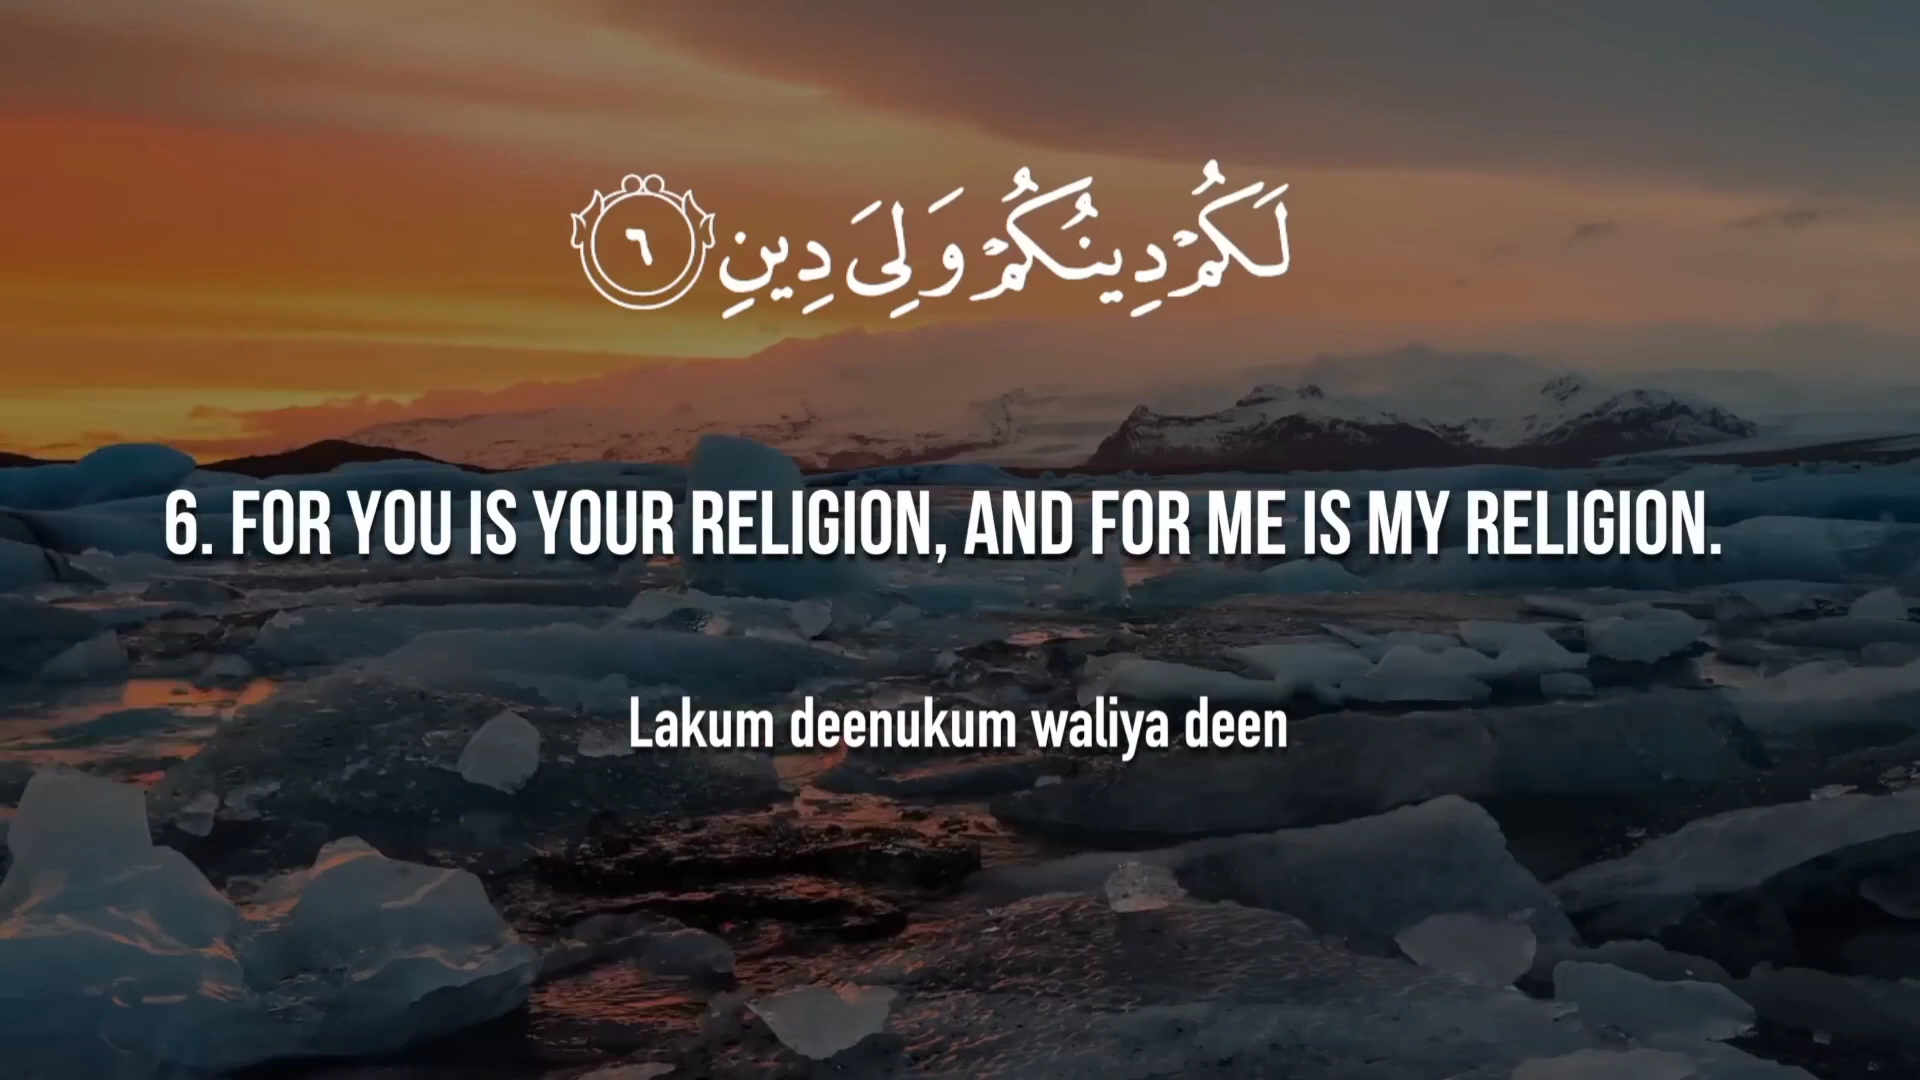 لَكُمْ دِينُكُمْ وَلِىَ دِينِ ٦
6. FOR YOU IS YOUR RELIGION, AND FOR ME IS MY RELIGION.
Lakum deenukum waliya deen